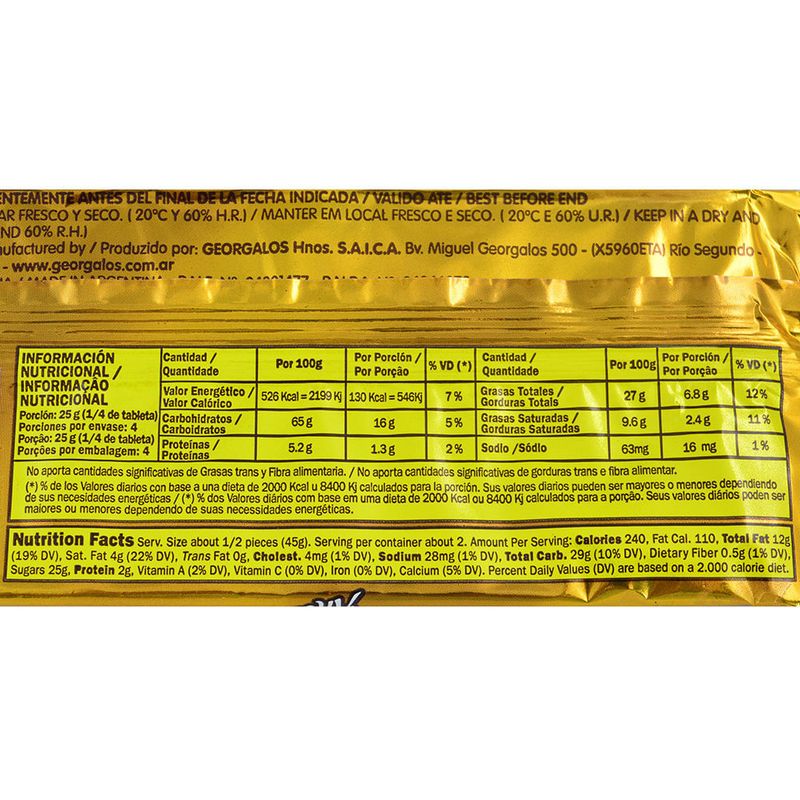 ENTEMENTE ANTES DEL FINAL DE LA FECHA INDICADA / VALIDO ATE / BEST BEFORE END
AR FRESCO Y SECO. ( 20°C Y 60% H.R.) / MANTER EM LOCAL FRESCO E SECO. ( 20°C E 60% U.R.) / KEEP IN A DRY AND
ND 60% R.H.)
nufactured by / Produzido por: GEORGALOS Hnos. S.A.I.C.A. Bv. Miguel Georgalos 500 - (X5960ETA) Río Segundo -
- www.georgalos.com.ar
INFORMACIÓN NUTRICIONAL / INFORMAÇÃO NUTRICIOÑAL
Porción: 25 g (1/4 de tableta)
Porciones por envase: 4
Porção: 25 g (1/4 de tableta)
Porções por embalagem: 4
Cantidad / Quantidade | Por 100g | Por Porción / Por Porção | % VD (*) | Cantidad / Quantidade | Por 100g | Por Porción / Por Porção | % VD (*)
Valor Energético / Valor Calórico | 526 Kcal = 2199 Kj | 130 Kcal = 546Kj | 7 % | Grasas Totales / Gorduras Totais | 27 g | 6.8 g | 12%
Carbohidratos / Carboidratos | 65 g | 16 g | 5 % | Grasas Saturadas / Gorduras Saturadas | 9.6 g | 2.4 g | 11 %
Proteínas / Proteínas | 5.2 g | 1.3 g | 2 % | Sodio /Sódio | 63mg | 16 mg | 1 %
No aporta cantidades significativas de Grasas trans y Fibra alimentaria. / No aportan cantidades significativas de gorduras trans e fibra alimentar.
(*) % de los Valores diarios con base a una dieta de 2000 Kcal u 8400 Kj calculados para la porción. Sus valores diarios pueden ser mayores o menores dependiendo
de sus necesidades energéticas / (*) % dos Valores diários com base em uma dieta de 2000 Kcal ou 8400 Kj calculados para a porção. Seus valores diários poden ser
maiores ou menores dependendo de suas necessidades energéticas.
Nutrition Facts Serv. Size about 1/2 pieces (45g). Serving per container about 2. Amount Per Serving: Calories 240, Fat Cal. 110, Total Fat 12g
(19% DV), Sat. Fat 4g (22% DV), Trans Fat 0g, Cholest. 4mg (1% DV), Sodium 28mg (1% DV), Total Carb. 29g (10% DV), Dietary Fiber 0.5g (1% DV),
Sugars 25g, Protein 2g, Vitamin A (2% DV), Vitamin C (0% DV), Iron (0% DV), Calcium (5% DV). Percent Daily Values (DV) are based on a 2.000 calorie diet.